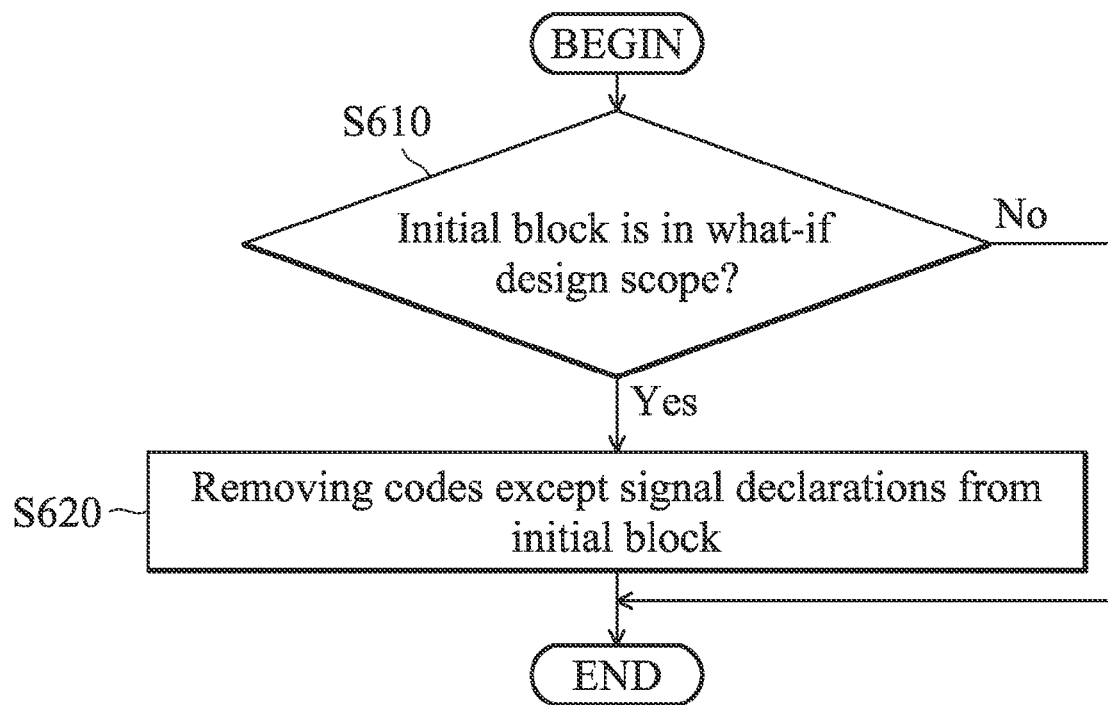 BEGIN
S610
Initial block is in what-if
design scope?
No
Yes
S620
Removing codes except signal declarations from
initial block
END